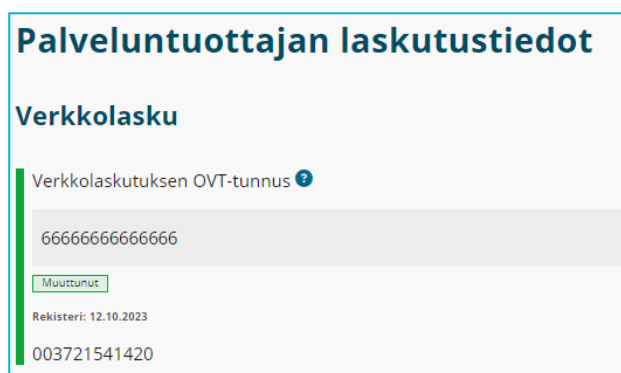 Palveluntuottajan laskutustiedot
Verkkolasku
Verkkolaskutuksen OVT-tunnus ?
66666666666666
Muuttunut
Rekisteri: 12.10.2023
003721541420